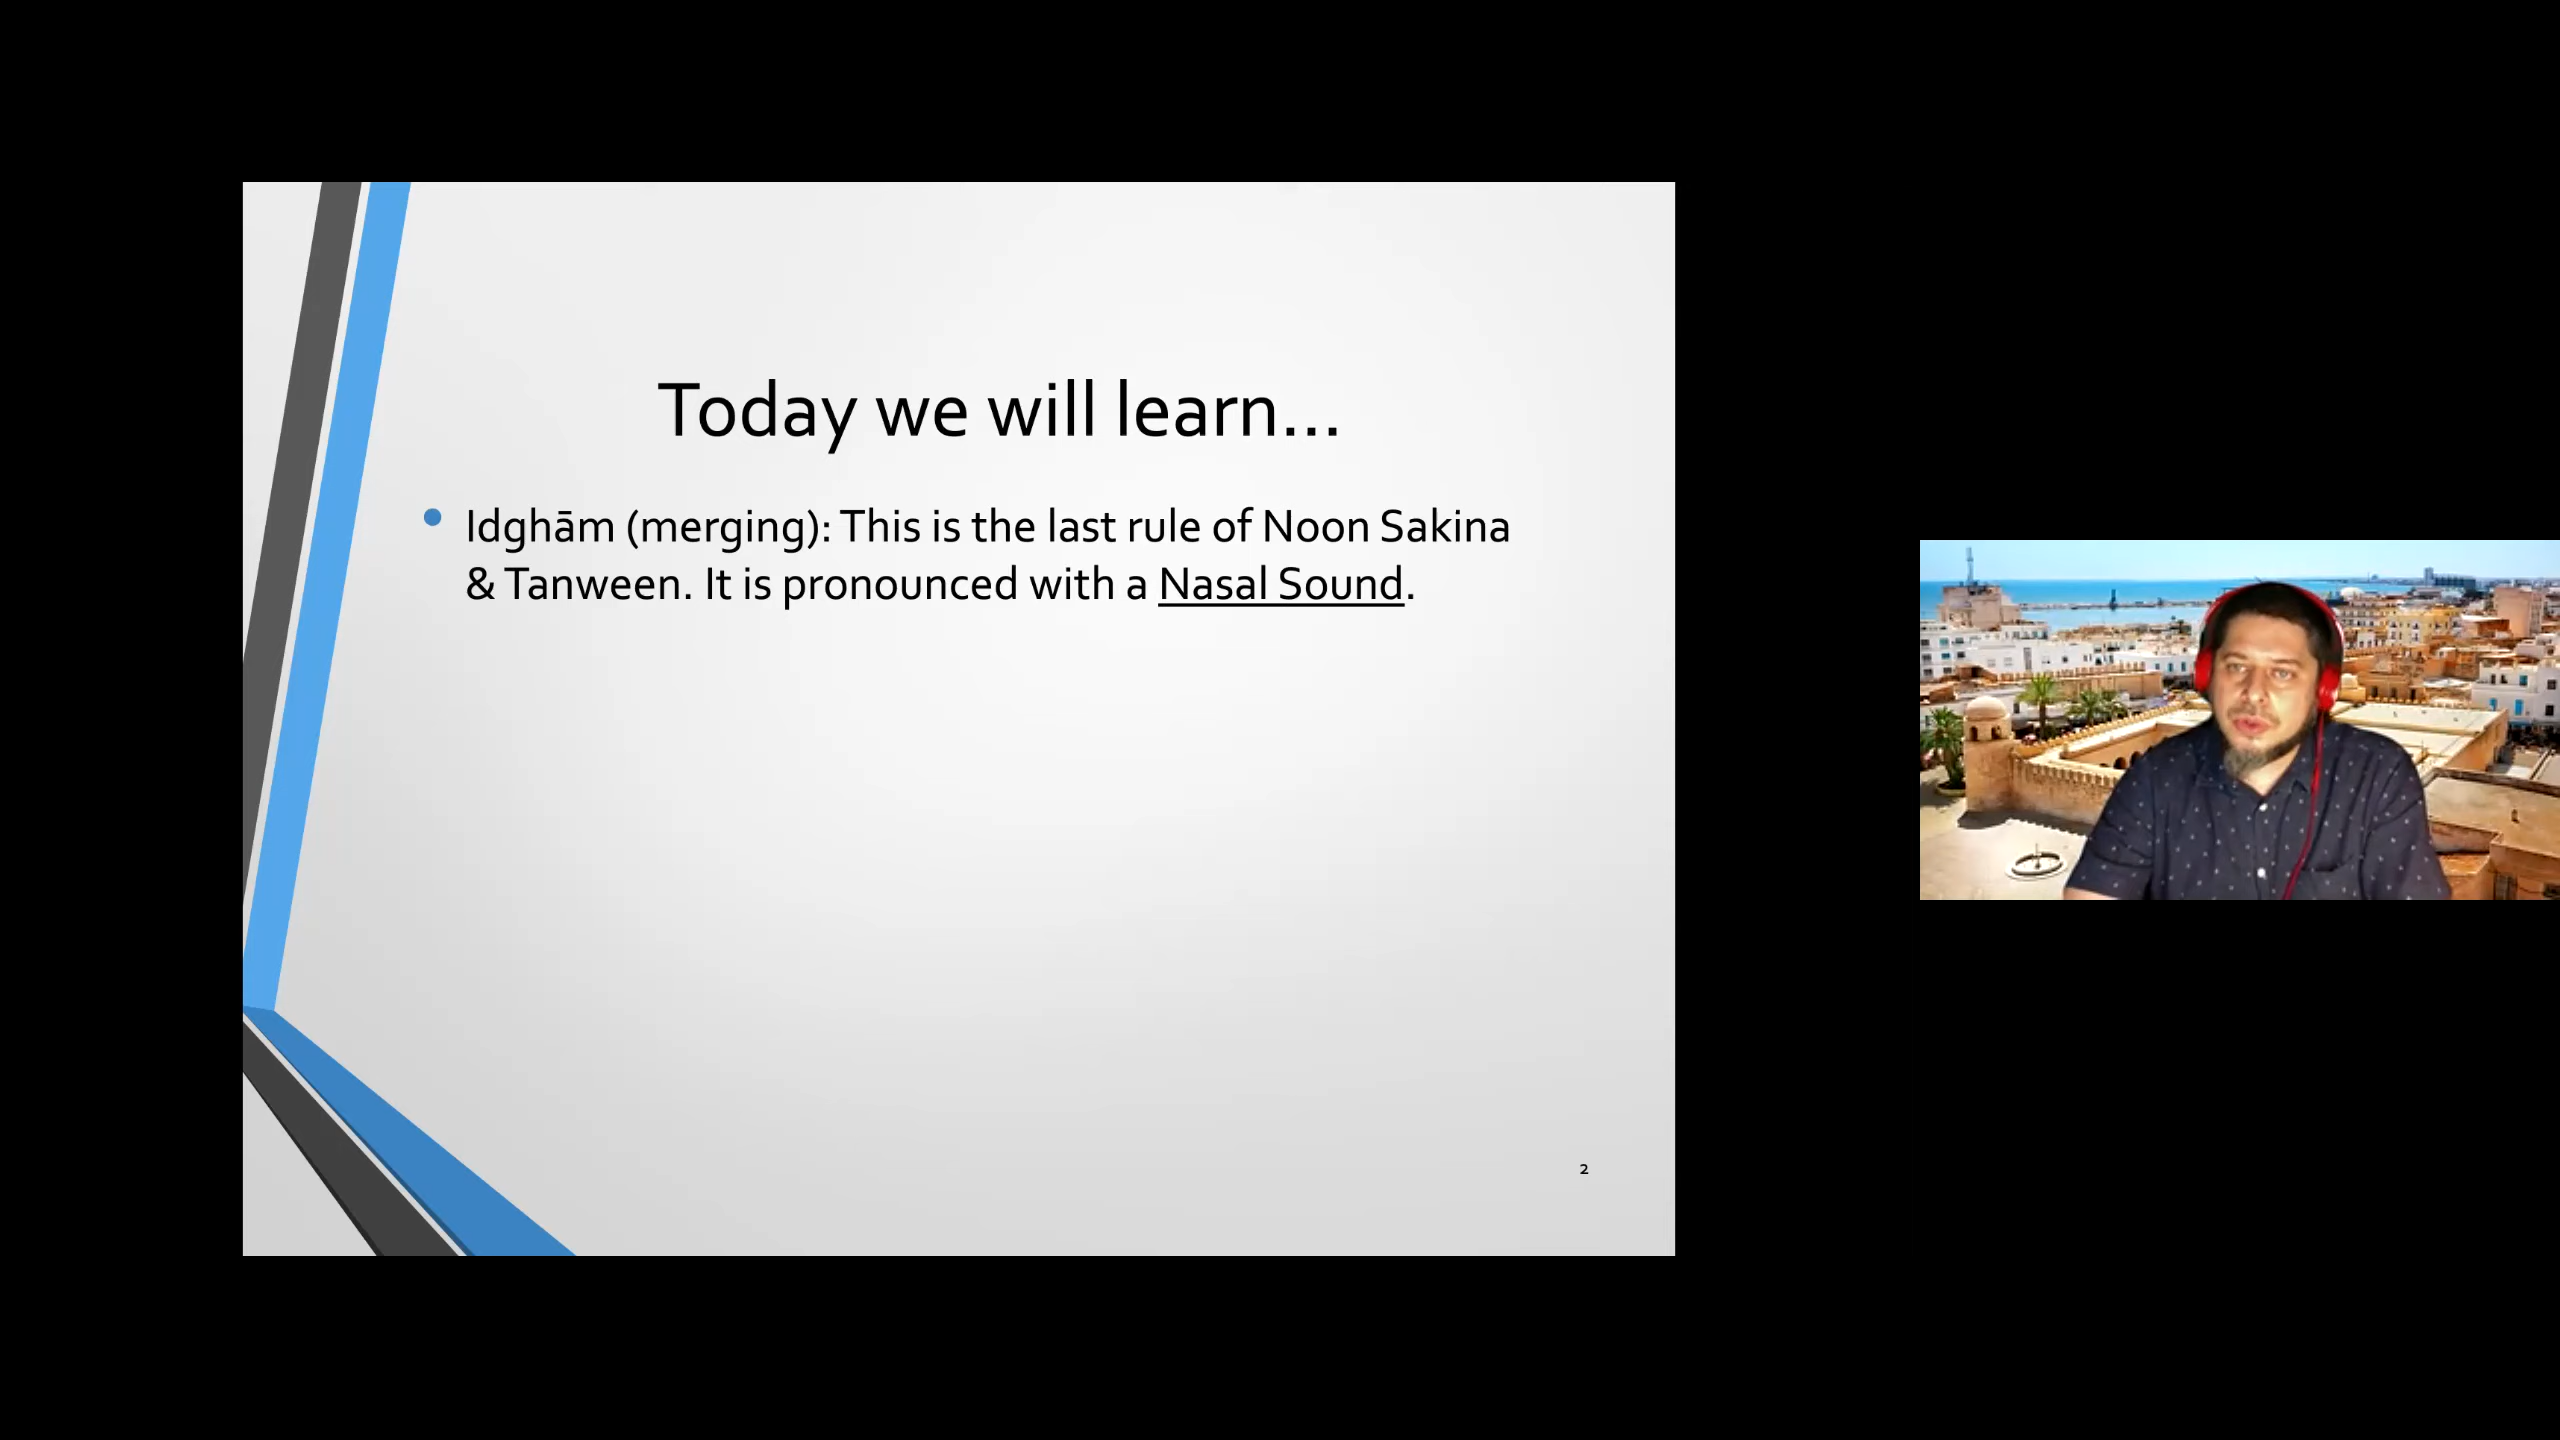 Today we will learn...
• Idghām (merging): This is the last rule of Noon Sakina
& Tanween. It is pronounced with a Nasal Sound.
2